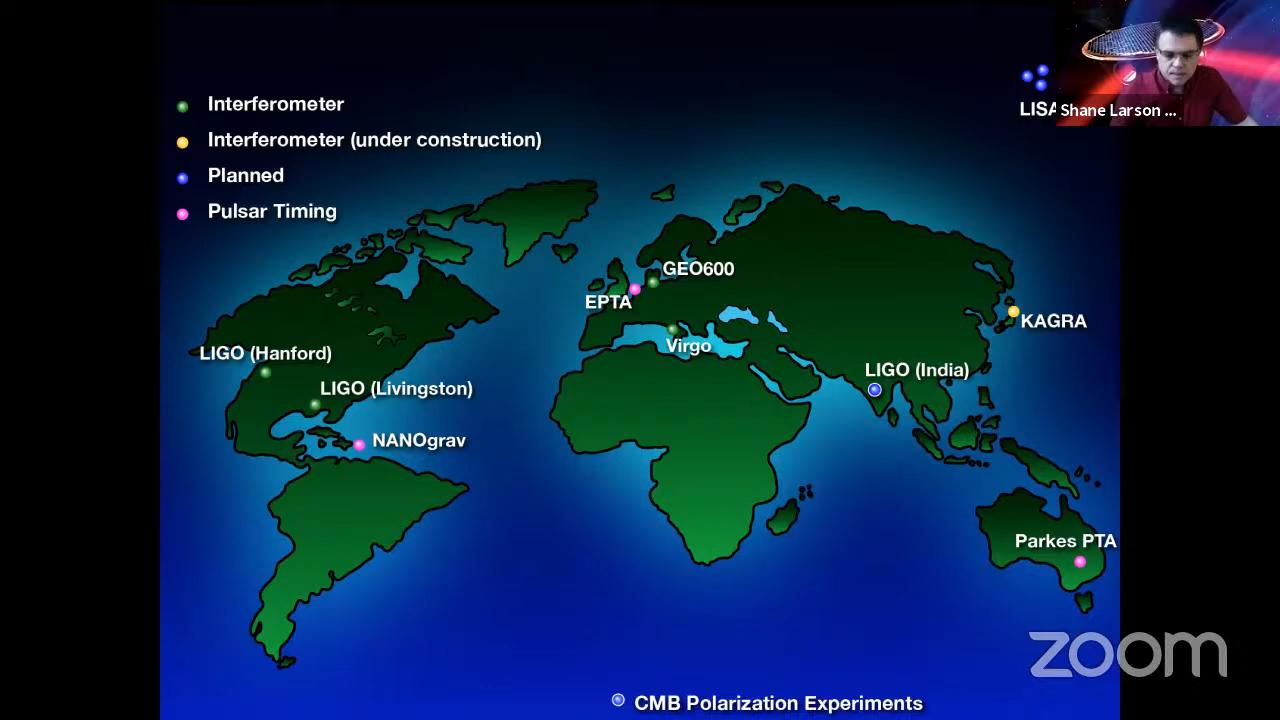 Interferometer
Interferometer (under construction)
Planned
Pulsar Timing
LISA
Shane Larson ...
GEO600
EPTA
KAGRA
Virgo
LIGO (Hanford)
LIGO (India)
LIGO (Livingston)
NANOgrav
Parkes PTA
zoom
CMB Polarization Experiments